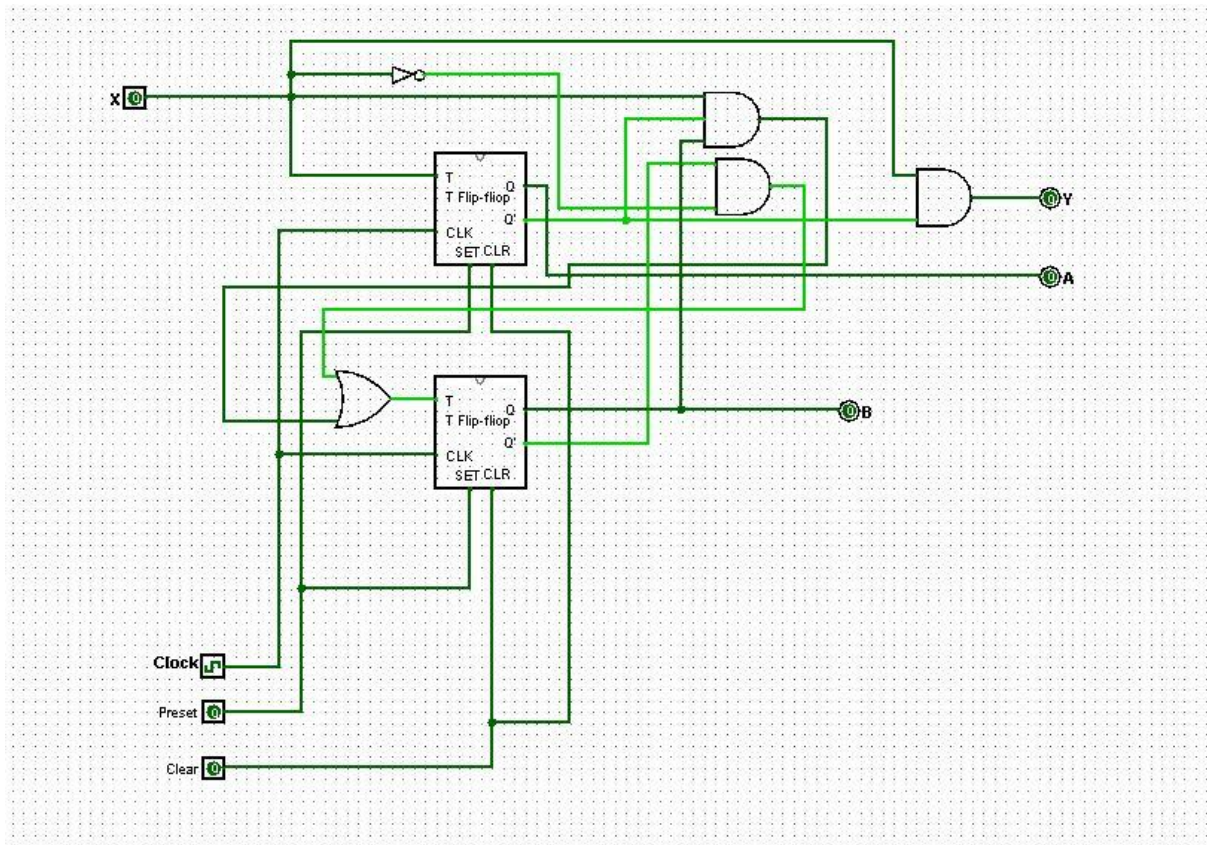 X 0
T
Q
T Flip-fliop
Q'
CLK
SET CLR
0 Y
0 A
T
Q
T Flip-fliop
Q'
CLK
SET CLR
0 B
Clock
Preset 0
Clear 0